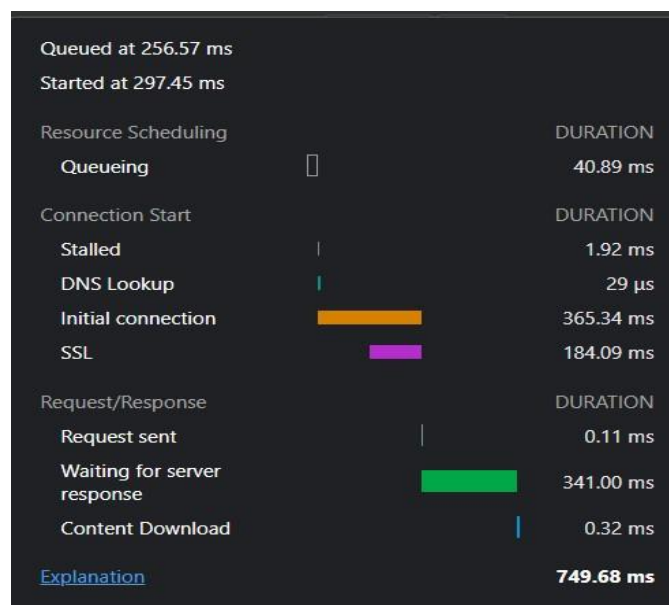 Queued at 256.57 ms
Started at 297.45 ms
Resource Scheduling DURATION
Queueing 40.89 ms
Connection Start DURATION
Stalled 1.92 ms
DNS Lookup 29 μs
Initial connection 365.34 ms
SSL 184.09 ms
Request/Response DURATION
Request sent 0.11 ms
Waiting for server
response 341.00 ms
Content Download 0.32 ms
Explanation 749.68 ms